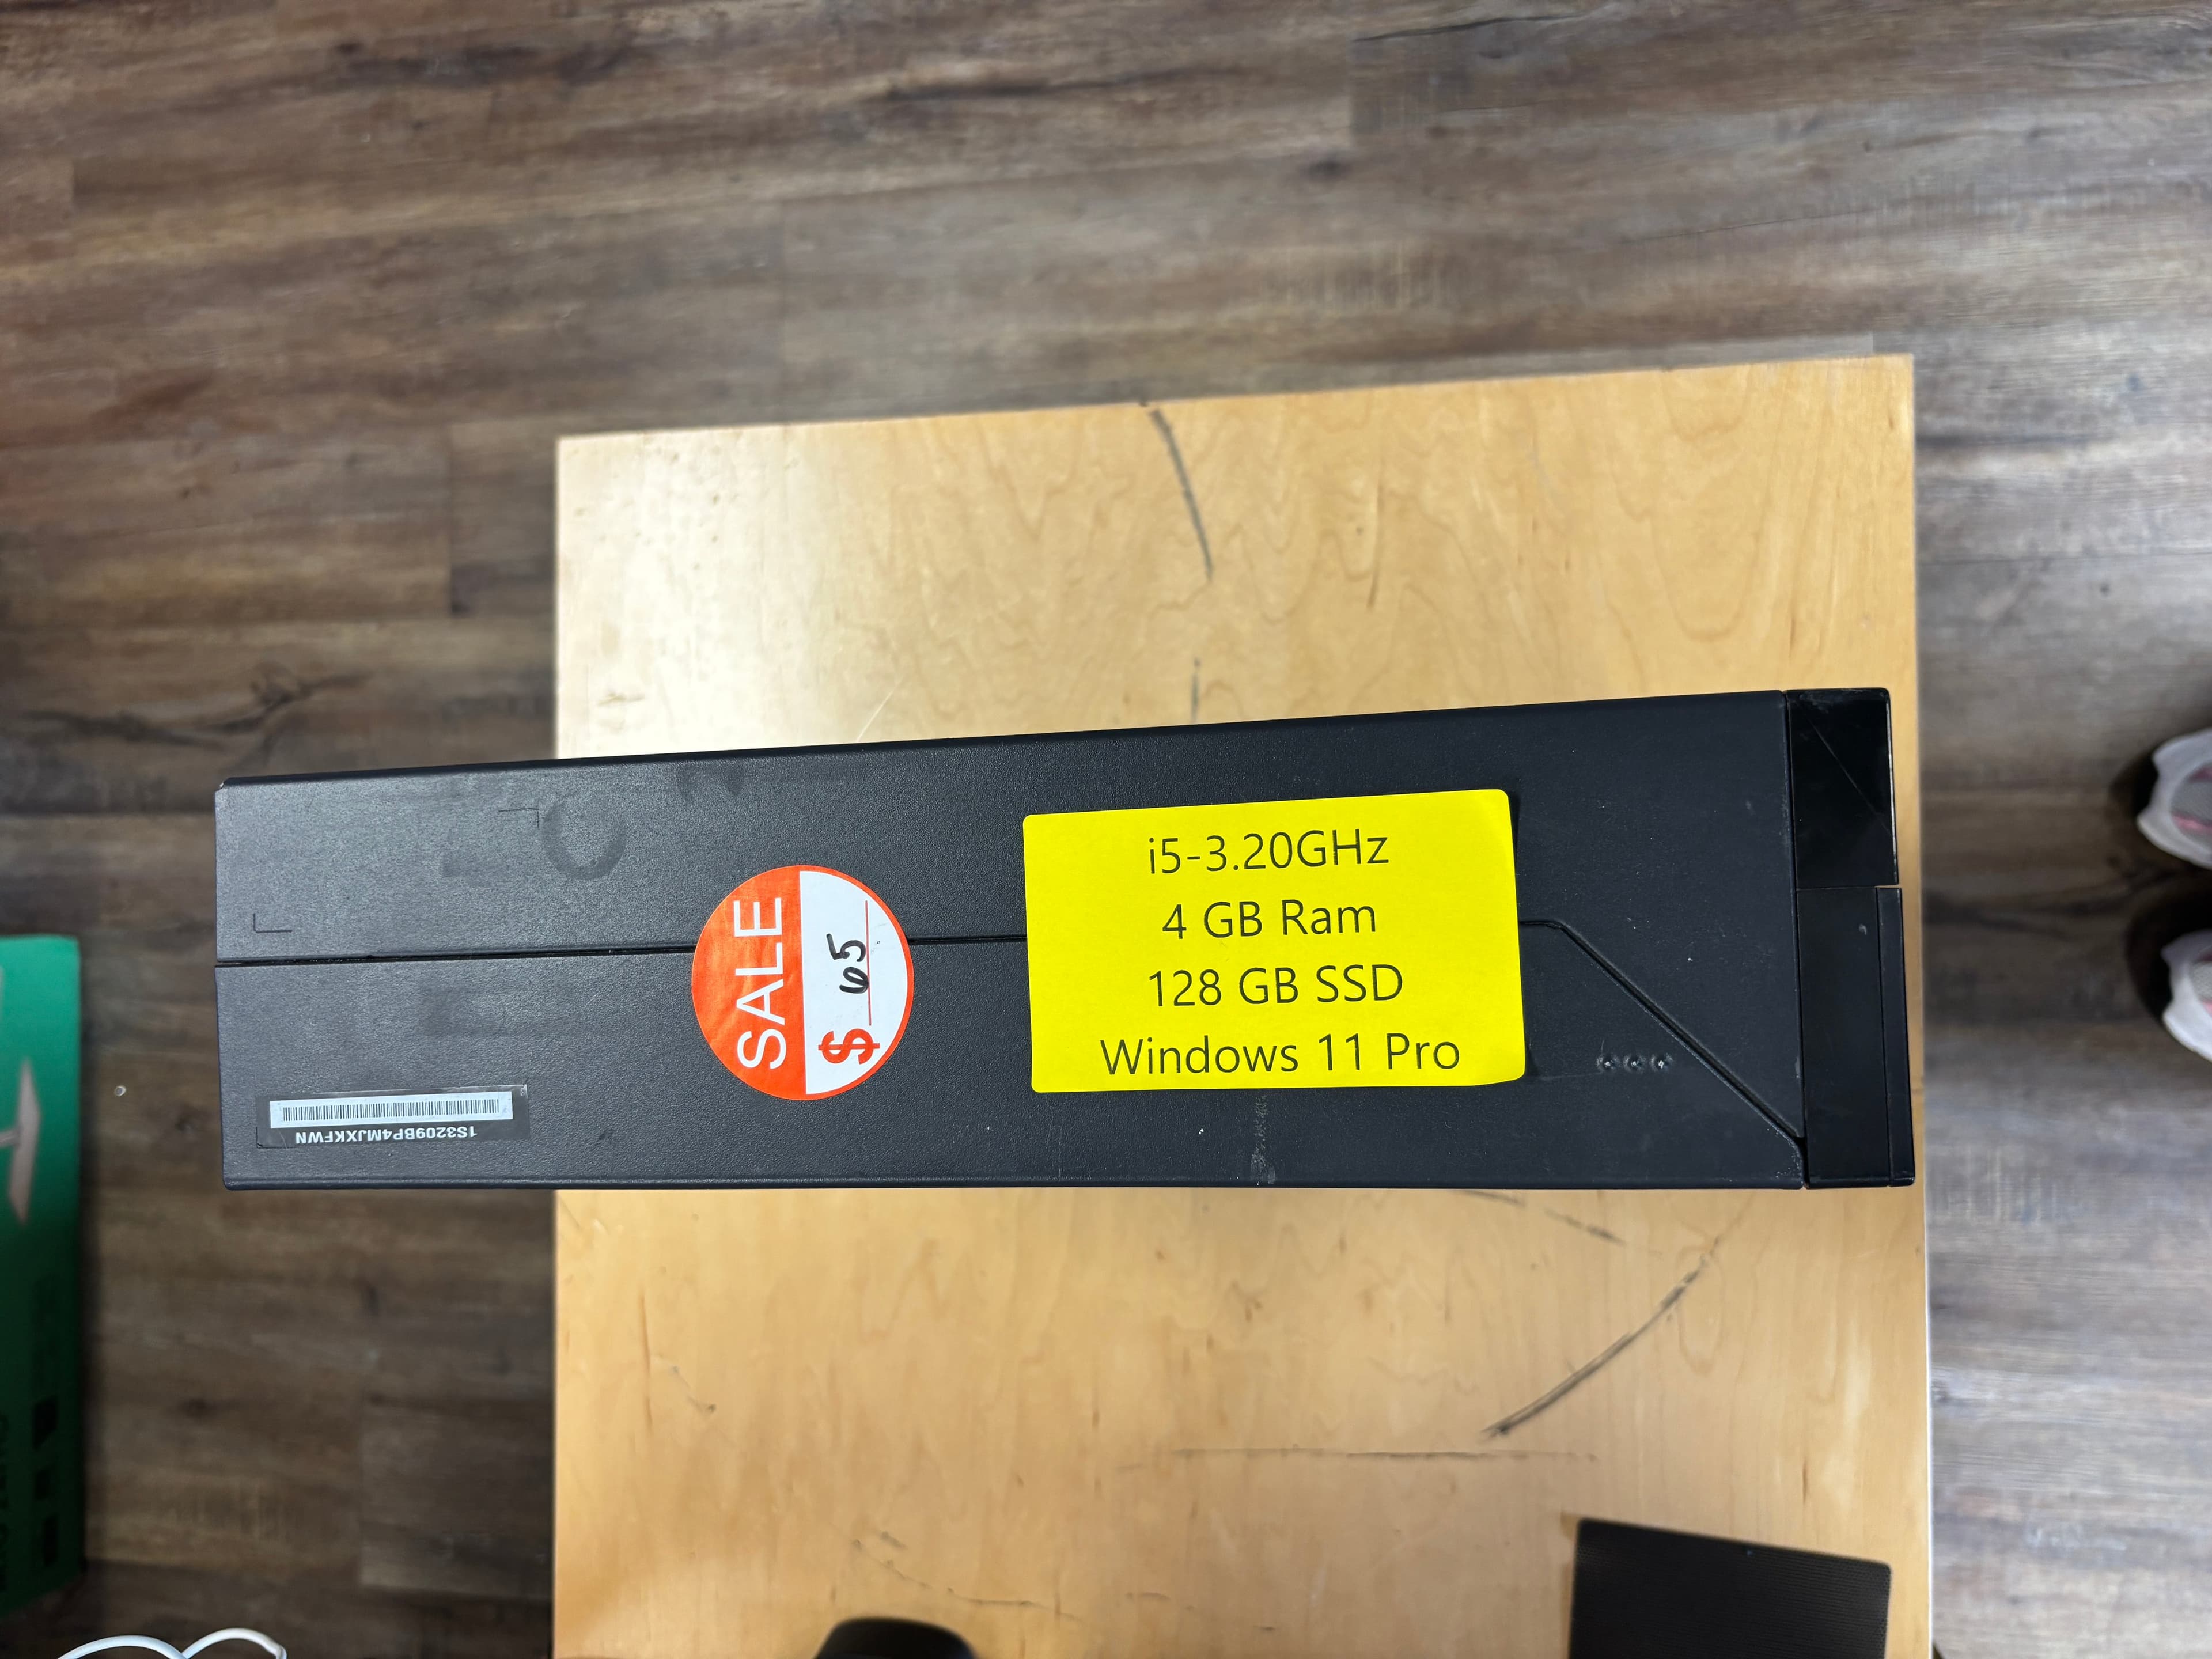 i5-3.20GHz
4 GB Ram
128 GB SSD
Windows 11 Pro
SALE
$ 65
1S3209BP4MJXKFWN